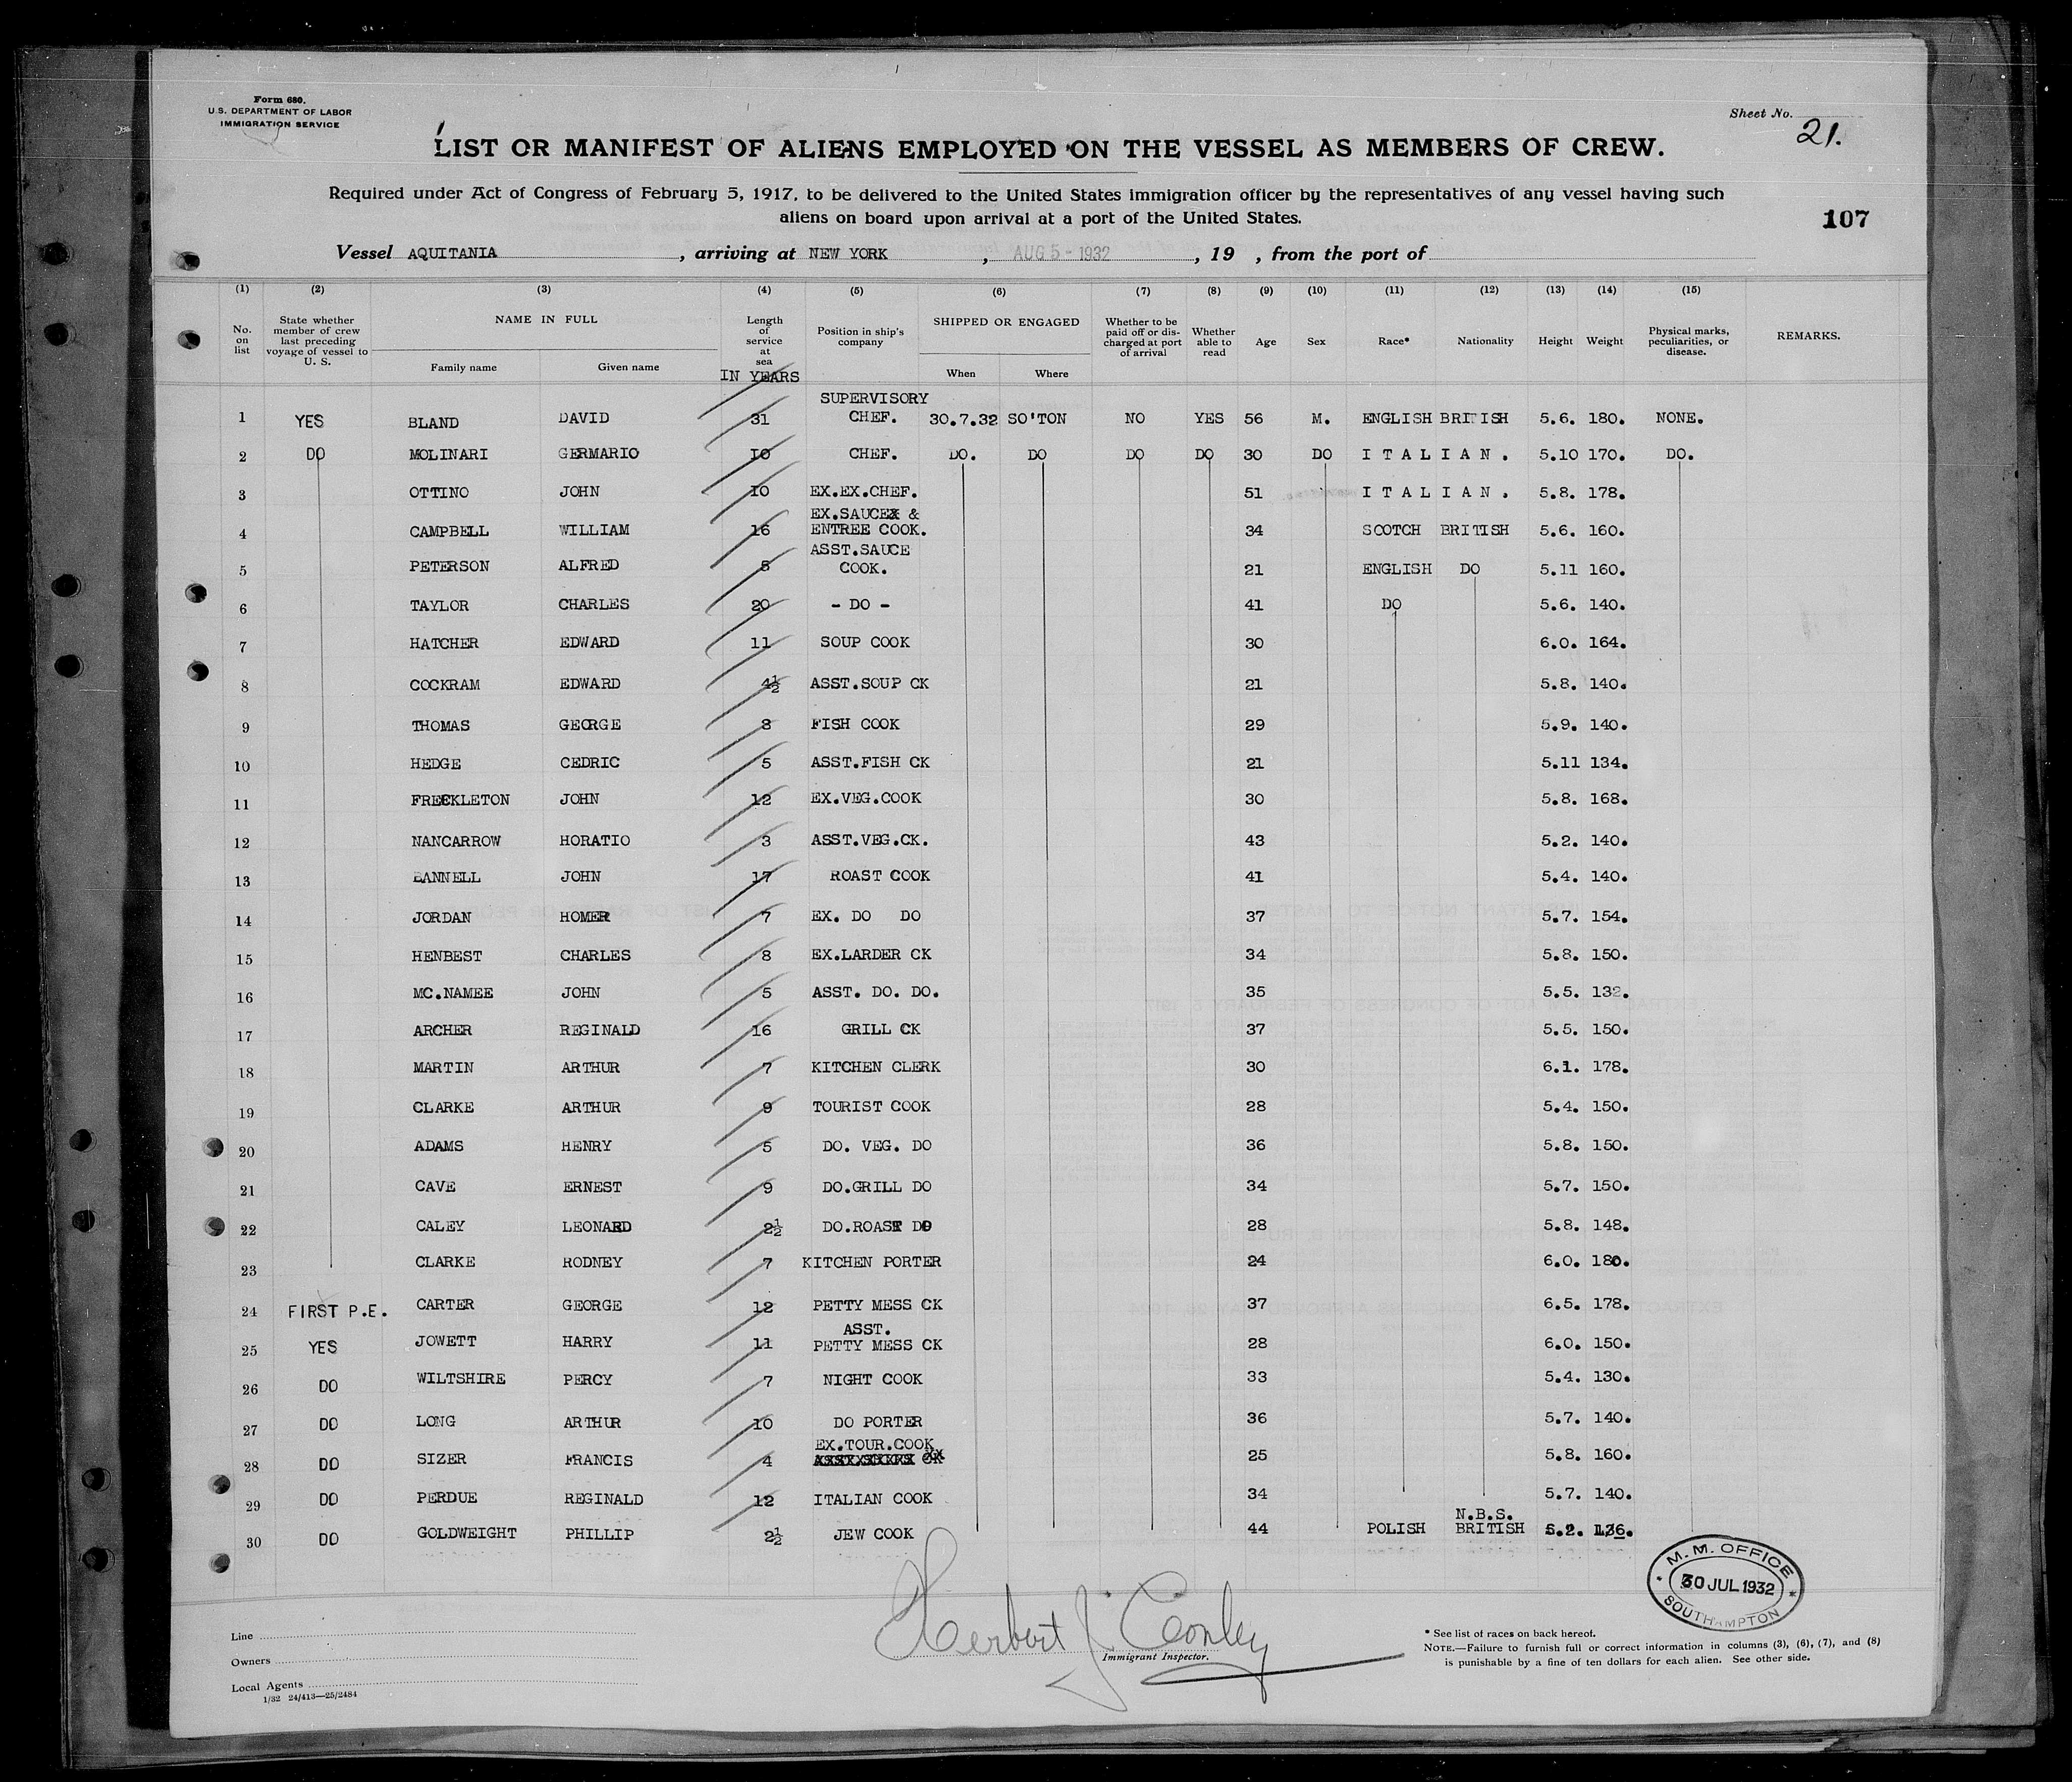 Form 680.
U.S. DEPARTMENT OF LABOR
IMMIGRATION SERVICE
Sheet No. 21.
LIST OR MANIFEST OF ALIENS EMPLOYED ON THE VESSEL AS MEMBERS OF CREW.
Required under Act of Congress of February 5, 1917, to be delivered to the United States immigration officer by the representatives of any vessel having such
aliens on board upon arrival at a port of the United States.
107
Vessel AQUITANIA, arriving at NEW YORK, AUG 5 - 1932, 19 , from the port of
(1) (2) (3) (4) (5) (6) (7) (8) (9) (10) (11) (12) (13) (14) (15)
No. on list State whether member of crew last preceding voyage of vessel to U. S. NAME IN FULL Family name Given name Length of service at sea IN YEARS Position in ship's company SHIPPED OR ENGAGED When Where Whether to be paid off or discharged at port of arrival Whether able to read Age Sex Race* Nationality Height Weight Physical marks, peculiarities, or disease. REMARKS.
1 YES BLAND DAVID 31 SUPERVISORY CHEF. 30.7.32 SO'TON NO YES 56 M. ENGLISH BRITISH 5.6. 180. NONE.
2 DO MOLINARI GERMARIO 10 CHEF. DO. DO DO DO 30 DO ITALIAN. 5.10 170. DO.
3 OTTINO JOHN 10 EX.EX.CHEF. 51 ITALIAN. 5.8. 178.
4 CAMPBELL WILLIAM 16 EX.SAUCE & ENTREE COOK. 34 SCOTCH BRITISH 5.6. 160.
5 PETERSON ALFRED 5 ASST.SAUCE COOK. 21 ENGLISH DO 5.11 160.
6 TAYLOR CHARLES 20 - DO - 41 DO 5.6. 140.
7 HATCHER EDWARD 11 SOUP COOK 30 6.0. 164.
8 COCKRAM EDWARD 4½ ASST.SOUP CK 21 5.8. 140.
9 THOMAS GEORGE 8 FISH COOK 29 5.9. 140.
10 HEDGE CEDRIC 5 ASST.FISH CK 21 5.11 134.
11 FRECKLETON JOHN 12 EX.VEG.COOK 30 5.8. 168.
12 NANCARROW HORATIO 3 ASST.VEG.CK. 43 5.2. 140.
13 BANNELL JOHN 17 ROAST COOK 41 5.4. 140.
14 JORDAN HOMER 7 EX. DO DO 37 5.7. 154.
15 HENBEST CHARLES 8 EX.LARDER CK 34 5.8. 150.
16 MC.NAMEE JOHN 5 ASST. DO. DO. 35 5.5. 132.
17 ARCHER REGINALD 16 GRILL CK 37 5.5. 150.
18 MARTIN ARTHUR 7 KITCHEN CLERK 30 6.1. 178.
19 CLARKE ARTHUR 9 TOURIST COOK 28 5.4. 150.
20 ADAMS HENRY 5 DO. VEG. DO 36 5.8. 150.
21 CAVE ERNEST 9 DO.GRILL DO 34 5.7. 150.
22 CALEY LEONARD 2½ DO.ROAST DO 28 5.8. 148.
23 CLARKE RODNEY 7 KITCHEN PORTER 24 6.0. 180.
24 FIRST P.E. CARTER GEORGE 12 PETTY MESS CK 37 6.5. 178.
25 YES JOWETT HARRY 11 ASST. PETTY MESS CK 28 6.0. 150.
26 DO WILTSHIRE PERCY 7 NIGHT COOK 33 5.4. 130.
27 DO LONG ARTHUR 10 DO PORTER 36 5.7. 140.
28 DO SIZER FRANCIS 4 EX.TOUR.COOK 25 5.8. 160.
29 DO PERDUE REGINALD 12 ITALIAN COOK 34 5.7. 140.
30 DO GOLDWEIGHT PHILLIP 2½ JEW COOK 44 POLISH N.B.S. BRITISH 5.2. 136.
M.M. OFFICE
30 JUL 1932
SOUTHAMPTON
Line
Owners
Local Agents
1/32 24/413—25/2484
Herbert J Conley
Immigrant Inspector.
* See list of races on back hereof.
NOTE.—Failure to furnish full or correct information in columns (3), (6), (7), and (8)
is punishable by a fine of ten dollars for each alien. See other side.